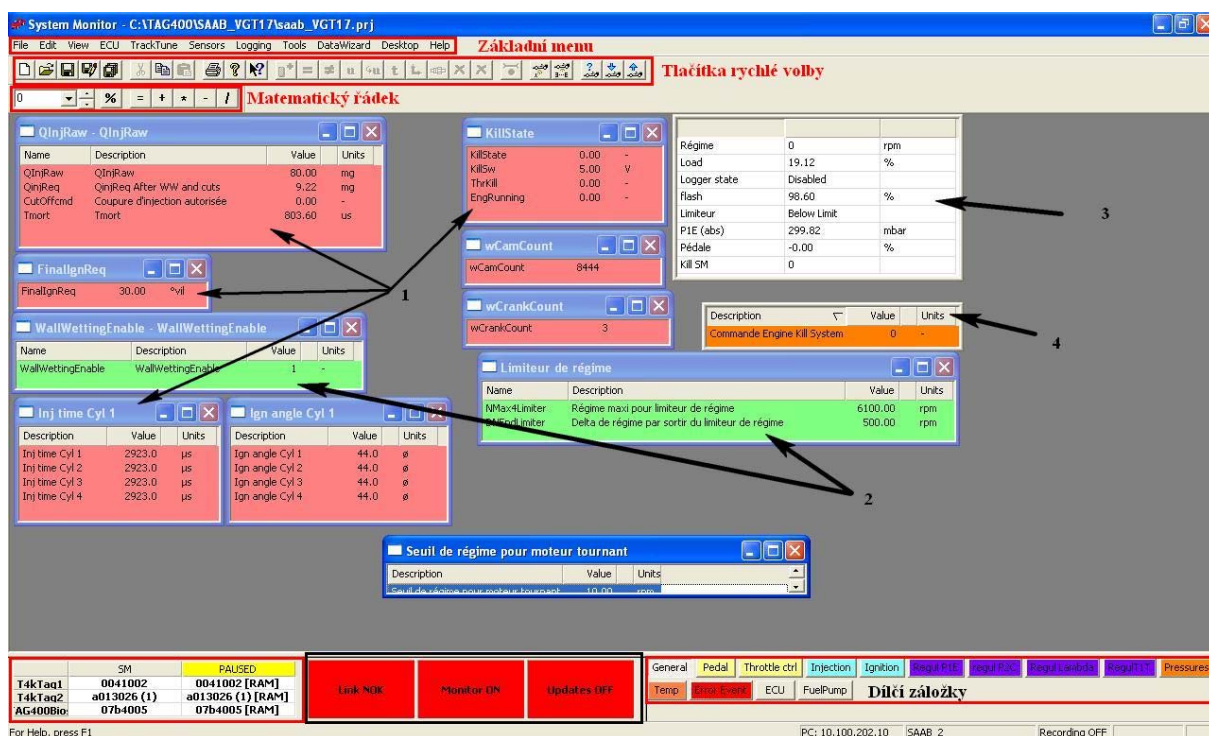 System Monitor - C:\TAG400\SAAB_VGT17\saab_VGT17.prj
File Edit View ECU TrackTune Sensors Logging Tools DataWizard Desktop Help
Základní menu
Tlačítka rychlé volby
0 % = + * - /
Matematický řádek
QInjRaw - QInjRaw
Name Description Value Units
QInjRaw QInjRaw 80.00 mg
QinjReq QinjReq After WW and cuts 9.22 mg
CutOffcmd Coupure d'injection autorisée 0.00 -
Tmort Tmort 803.60 us
KillState
KillState 0.00 -
KillSw 5.00 V
ThrKill 0.00 -
EngRunning 0.00 -
Régime 0 rpm
Load 19.12 %
Logger state Disabled
flash 98.60 %
Limiteur Below Limit
P1E (abs) 299.82 mbar
Pédale -0.00 %
Kill SM 0
3
FinalIgnReq
FinalIgnReq 30.00 °vil
1
wCamCount
wCamCount 8444
wCrankCount
wCrankCount 3
Description Value Units
Commande Engine Kill System 0 -
4
WallWettingEnable - WallWettingEnable
Name Description Value Units
WallWettingEnable WallWettingEnable 1 -
Limiteur de régime
Name Description Value Units
NMax4Limiter Régime maxi pour limiteur de régime 6100.00 rpm
Delta de régime par sortir du limiteur de régime 500.00 rpm
2
Inj time Cyl 1
Description Value Units
Inj time Cyl 1 2923.0 µs
Inj time Cyl 2 2923.0 µs
Inj time Cyl 3 2923.0 µs
Inj time Cyl 4 2923.0 µs
Ign angle Cyl 1
Description Value Units
Ign angle Cyl 1 44.0 ø
Ign angle Cyl 2 44.0 ø
Ign angle Cyl 3 44.0 ø
Ign angle Cyl 4 44.0 ø
Seuil de régime pour moteur tournant
Description Value Units
Seuil de régime pour moteur tournant 10.00 rpm
SM PAUSED
T4kTag1 0041002 0041002 [RAM]
T4kTag2 a013026 (1) a013026 (1) [RAM]
AG400Bio: 07b4005 07b4005 [RAM]
Link NOK Monitor ON Updates OFF
General Pedal Throttle ctrl Injection Ignition Regul P1E regul R2C Regul Lambda RegulT1T Pressures
Temp Error Event ECU FuelPump
Dílčí záložky
For Help, press F1
PC: 10.100.202.10 SAAB_2 Recording OFF